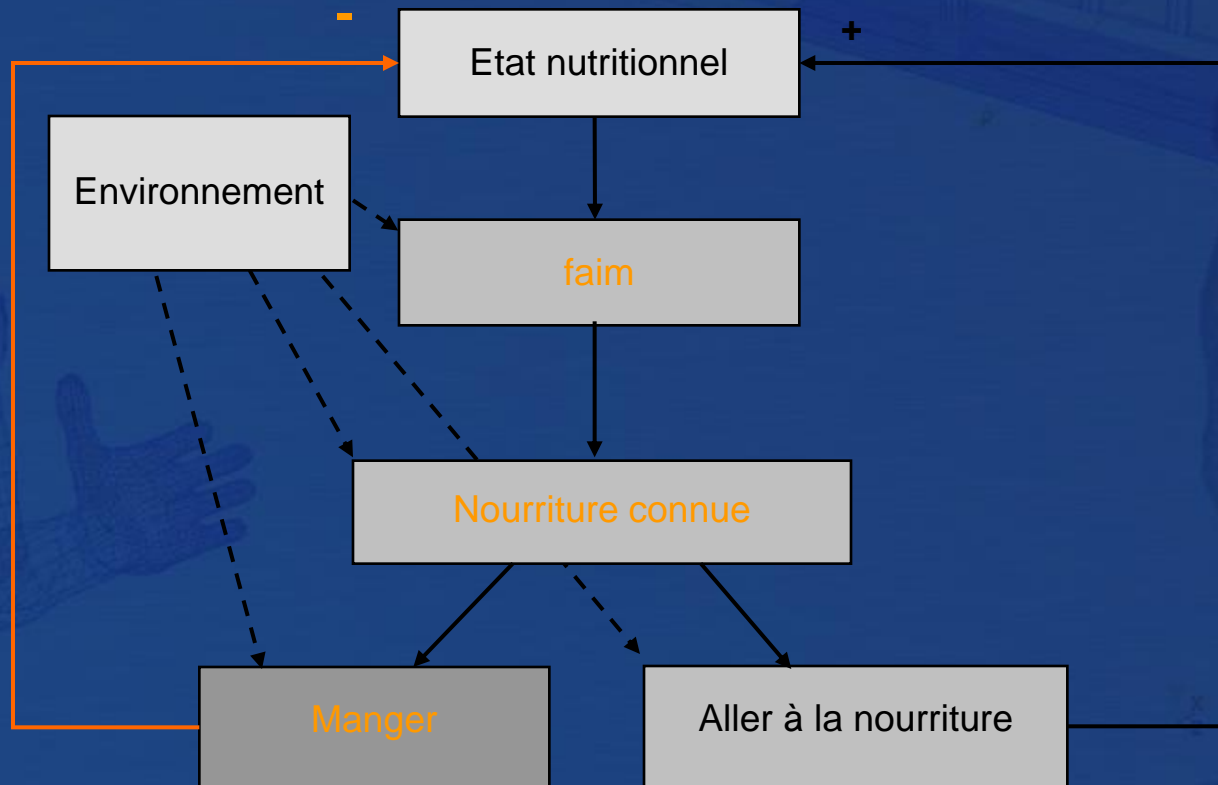 -
+
Etat nutritionnel
Environnement
faim
Nourriture connue
Manger
Aller à la nourriture